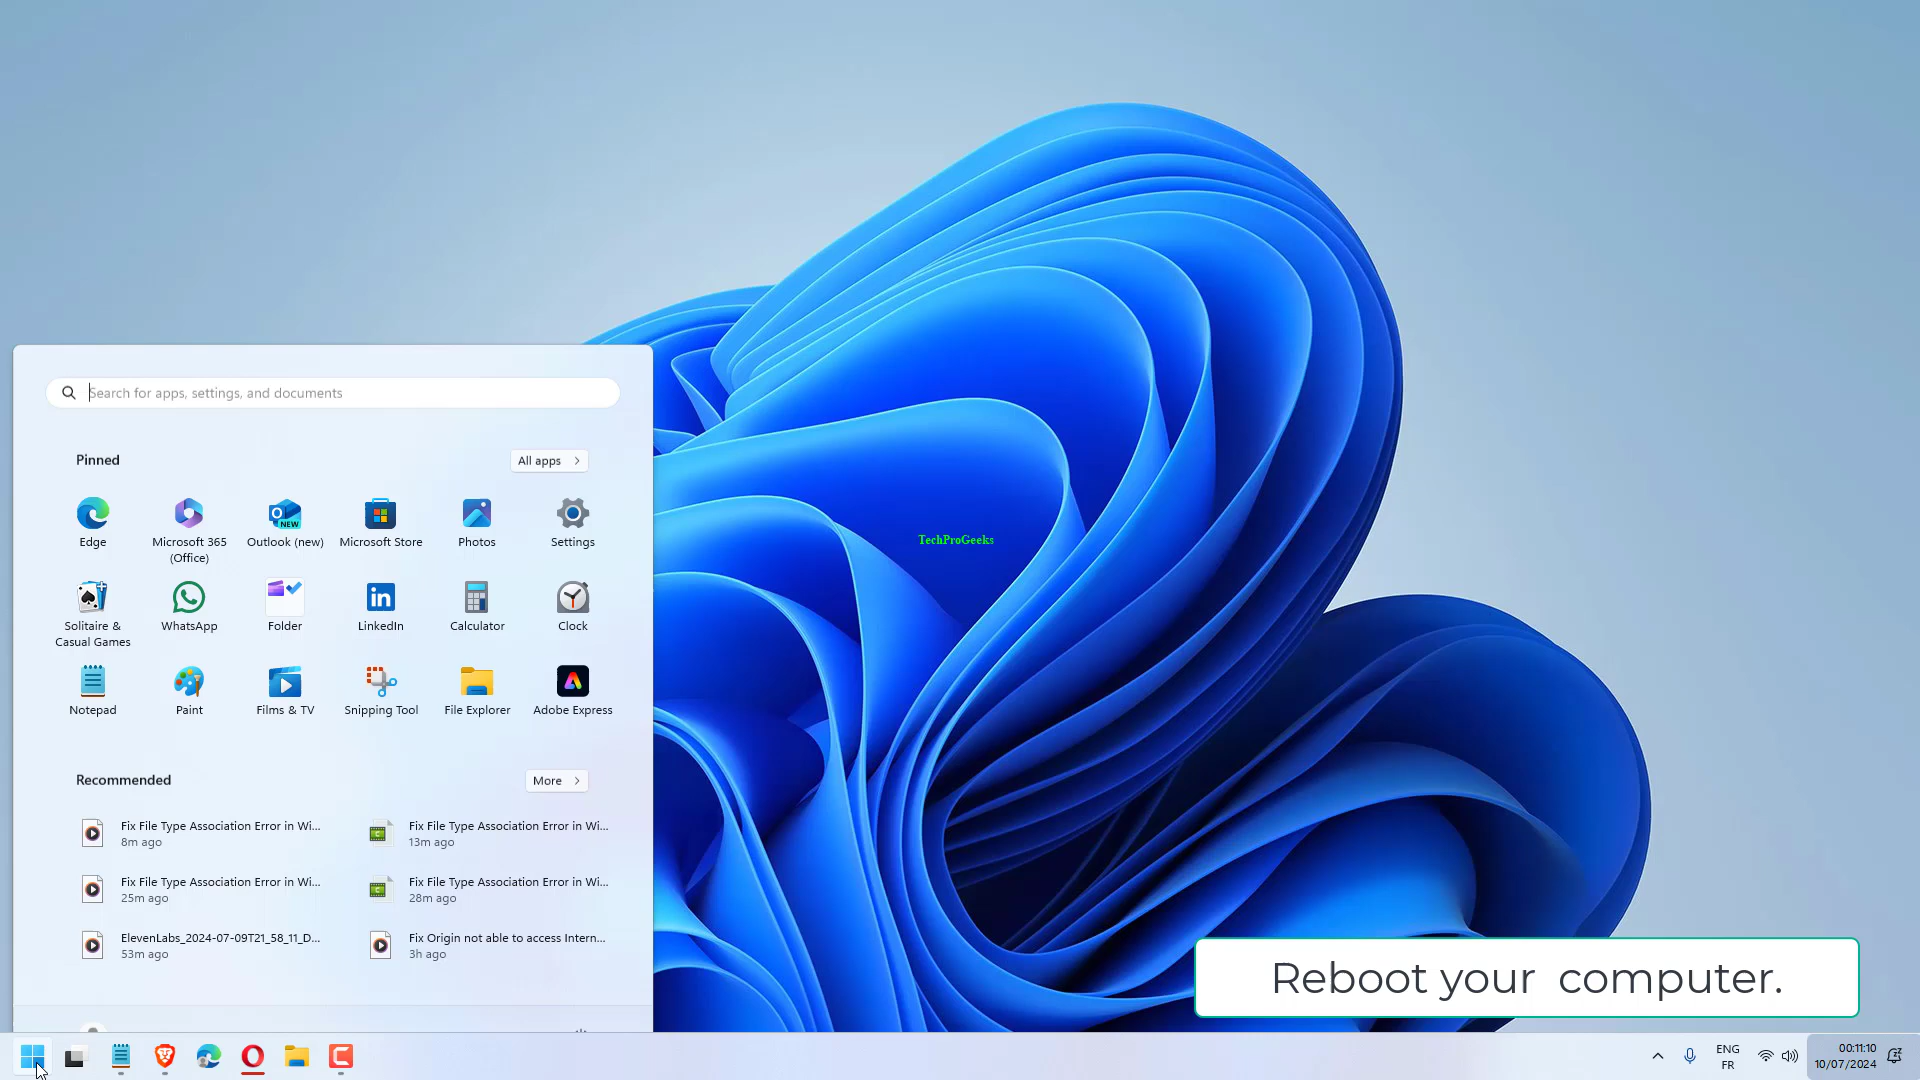 Search for apps, settings, and documents
Pinned
All apps
Edge
Microsoft 365
(Office)
Outlook (new)
Microsoft Store
Photos
Settings
Solitaire &
Casual Games
WhatsApp
Folder
LinkedIn
Calculator
Clock
Notepad
Paint
Films & TV
Snipping Tool
File Explorer
Adobe Express
TechProGeeks
Recommended
More
Fix File Type Association Error in Wi...
8m ago
Fix File Type Association Error in Wi...
13m ago
Fix File Type Association Error in Wi...
25m ago
Fix File Type Association Error in Wi...
28m ago
ElevenLabs_2024-07-09T21_58_11_D...
53m ago
Fix Origin not able to access Intern...
3h ago
Reboot your computer.
ENG
FR
00:11:10
10/07/2024